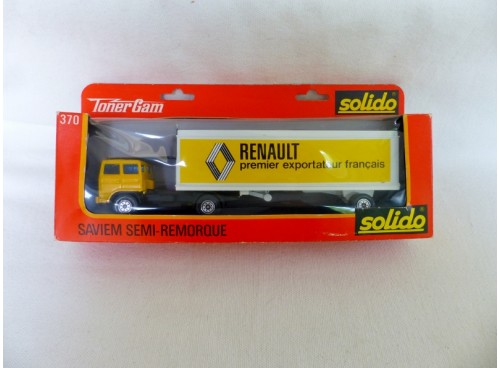 TonerGam
solido
370
RENAULT
premier exportateur français
SAVIEM SEMI-REMORQUE
solido